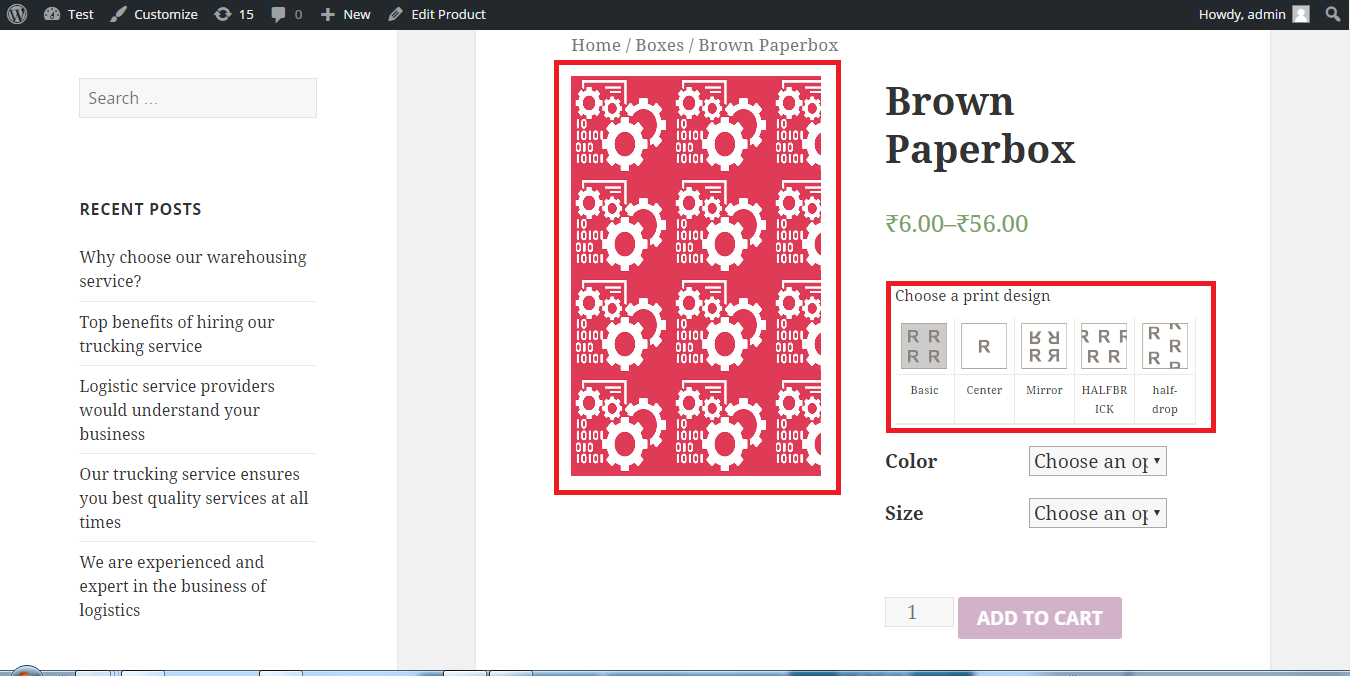 Test Customize 15 0 New Edit Product Howdy, admin
Home / Boxes / Brown Paperbox
Search …
RECENT POSTS
Why choose our warehousing
service?
Top benefits of hiring our
trucking service
Logistic service providers
would understand your
business
Our trucking service ensures
you best quality services at all
times
We are experienced and
expert in the business of
logistics
Brown
Paperbox
₹6.00–₹56.00
Choose a print design
Basic Center Mirror HALFBR half-
ICK drop
Color Choose an op
Size Choose an op
1 ADD TO CART